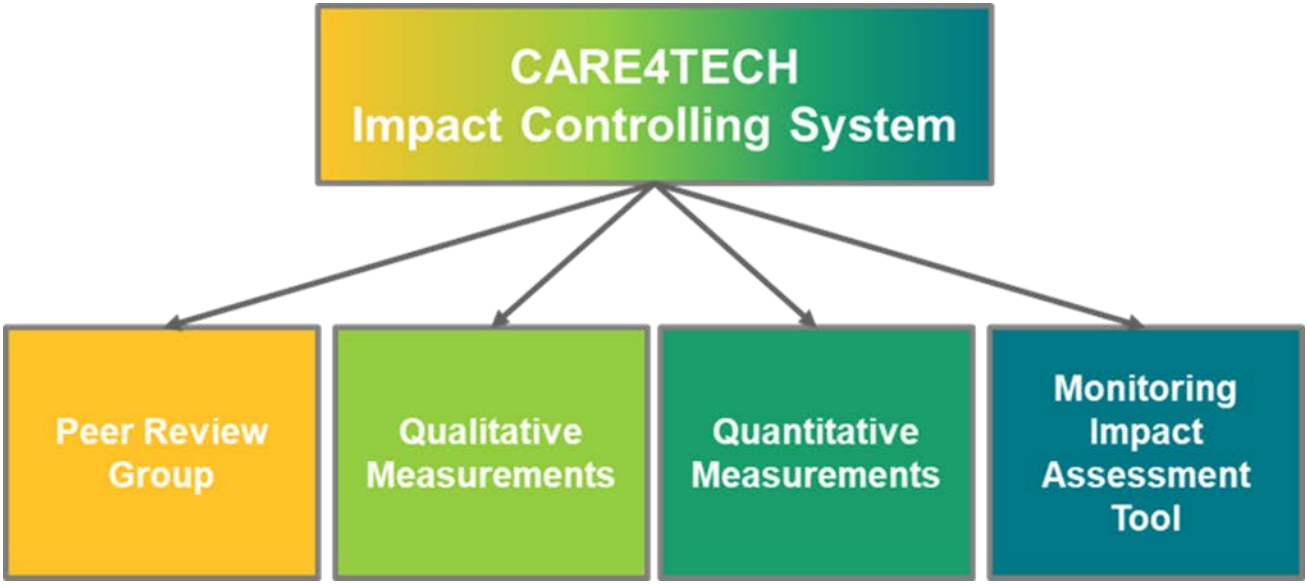 CARE4TECH
Impact Controlling System
Peer Review
Group
Qualitative
Measurements
Quantitative
Measurements
Monitoring
Impact
Assessment
Tool